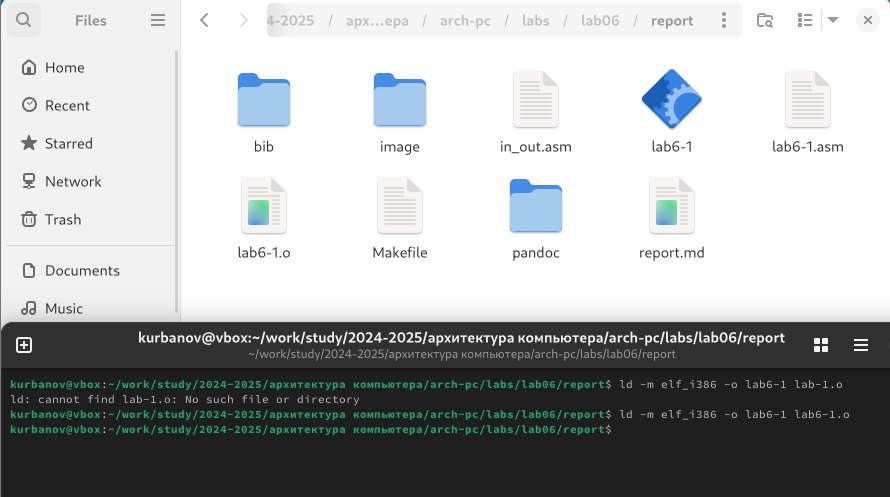 Files
4-2025 / арх...ера / arch-pc / labs / lab06 / report
Home
Recent
Starred
Network
Trash
Documents
Music
bib
image
in_out.asm
lab6-1
lab6-1.asm
lab6-1.o
Makefile
pandoc
report.md
kurbanov@vbox:~/work/study/2024-2025/архитектура компьютера/arch-pc/labs/lab06/report
~/work/study/2024-2025/архитектура компьютера/arch-pc/labs/lab06/report
kurbanov@vbox:~/work/study/2024-2025/архитектура компьютера/arch-pc/labs/lab06/report$ ld -m elf_i386 -o lab6-1 lab-1.o
ld: cannot find lab-1.o: No such file or directory
kurbanov@vbox:~/work/study/2024-2025/архитектура компьютера/arch-pc/labs/lab06/report$ ld -m elf_i386 -o lab6-1 lab6-1.o
kurbanov@vbox:~/work/study/2024-2025/архитектура компьютера/arch-pc/labs/lab06/report$